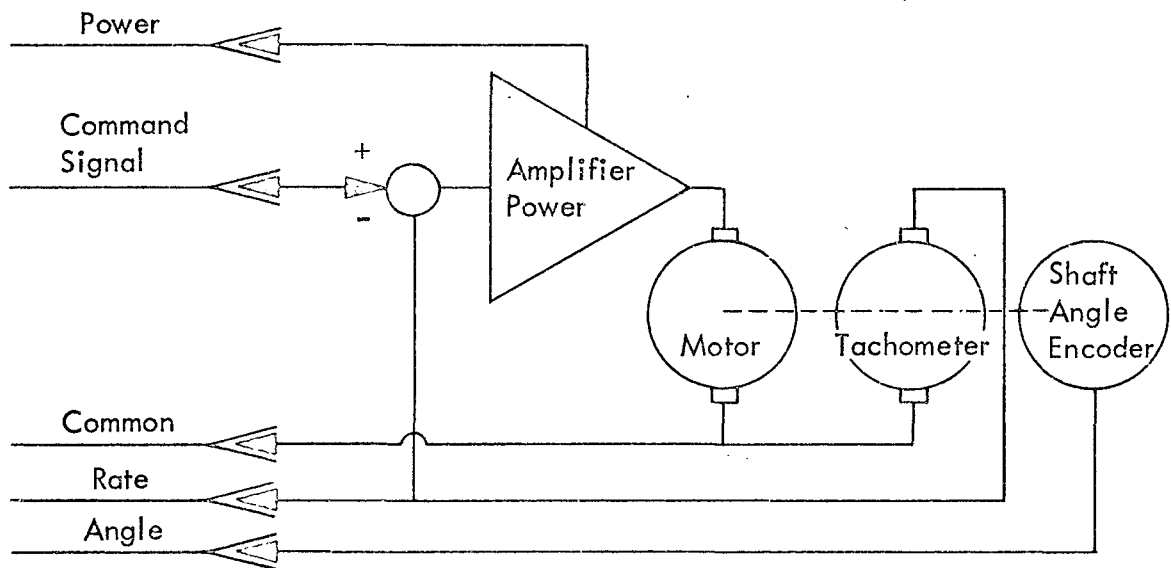 Power
Command
Signal
+
-
Amplifier
Power
Motor
Tachometer
Shaft
Angle
Encoder
Common
Rate
Angle